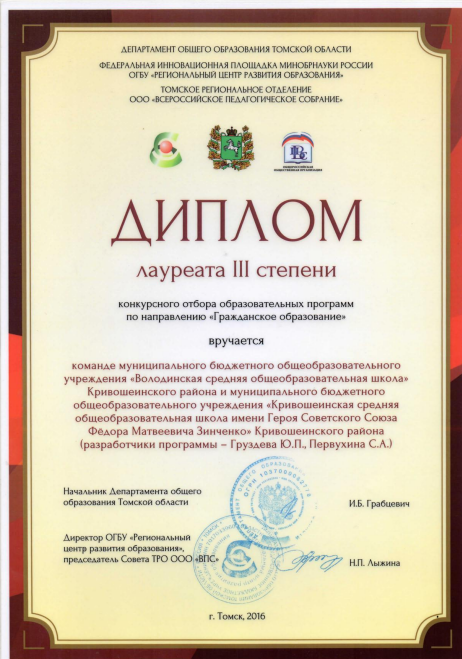 ДЕПАРТАМЕНТ ОБЩЕГО ОБРАЗОВАНИЯ ТОМСКОЙ ОБЛАСТИ
ФЕДЕРАЛЬНАЯ ИННОВАЦИОННАЯ ПЛОЩАДКА МИНОБРНАУКИ РОССИИ
ОГБУ «РЕГИОНАЛЬНЫЙ ЦЕНТР РАЗВИТИЯ ОБРАЗОВАНИЯ»
ТОМСКОЕ РЕГИОНАЛЬНОЕ ОТДЕЛЕНИЕ
ООО «ВСЕРОССИЙСКОЕ ПЕДАГОГИЧЕСКОЕ СОБРАНИЕ»
ВПС
ОБЩЕРОССИЙСКАЯ
ОБЩЕСТВЕННАЯ ОРГАНИЗАЦИЯ
ДИПЛОМ
лауреата III степени
конкурсного отбора образовательных программ
по направлению «Гражданское образование»
вручается
команде муниципального бюджетного общеобразовательного
учреждения «Володинская средняя общеобразовательная школа»
Кривошеинского района и муниципального бюджетного
общеобразовательного учреждения «Кривошеинская средняя
общеобразовательная школа имени Героя Советского Союза
Фёдора Матвеевича Зинченко» Кривошеинского района
(разработчики программы – Груздева Ю.П., Первухина С.А.)
Начальник Департамента общего
образования Томской области
И.Б. Грабцевич
Директор ОГБУ «Региональный
центр развития образования»,
председатель Совета ТРО ООО «ВПС»
Н.П. Лыжина
г. Томск, 2016